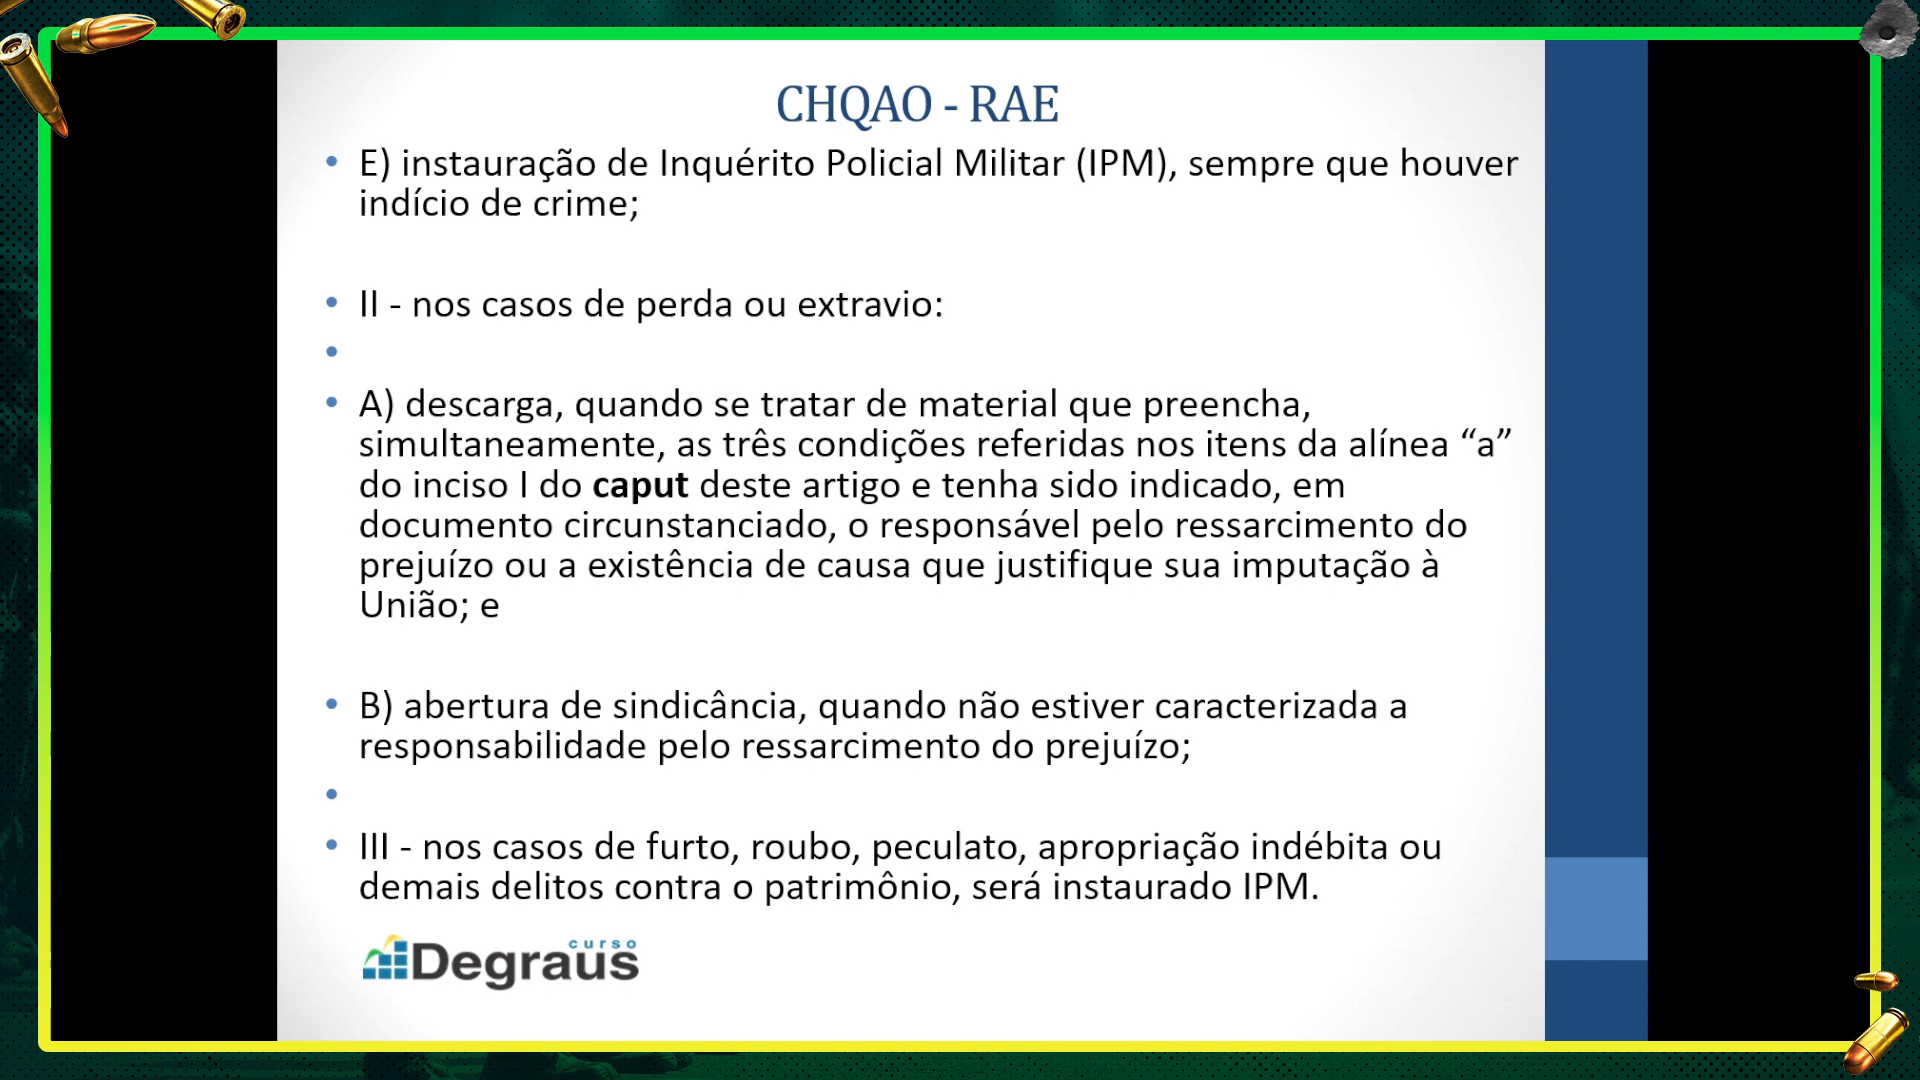 CHQAO - RAE
• E) instauração de Inquérito Policial Militar (IPM), sempre que houver
indício de crime;
• II - nos casos de perda ou extravio:
•
• A) descarga, quando se tratar de material que preencha,
simultaneamente, as três condições referidas nos itens da alínea “a”
do inciso I do caput deste artigo e tenha sido indicado, em
documento circunstanciado, o responsável pelo ressarcimento do
prejuízo ou a existência de causa que justifique sua imputação à
União; e
• B) abertura de sindicância, quando não estiver caracterizada a
responsabilidade pelo ressarcimento do prejuízo;
•
• III - nos casos de furto, roubo, peculato, apropriação indébita ou
demais delitos contra o patrimônio, será instaurado IPM.
curso
Degraus